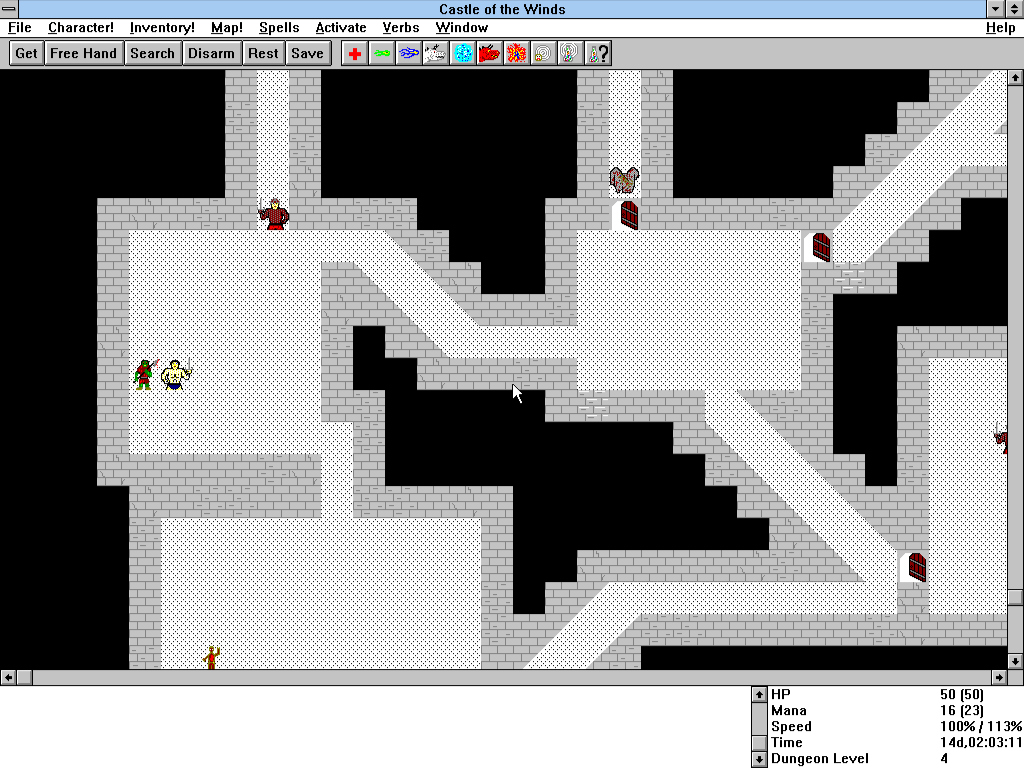 Castle of the Winds
File Character! Inventory! Map! Spells Activate Verbs Window Help
Get Free Hand Search Disarm Rest Save ?
HP 50 (50)
Mana 16 (23)
Speed 100% / 113%
Time 14d,02:03:11
Dungeon Level 4